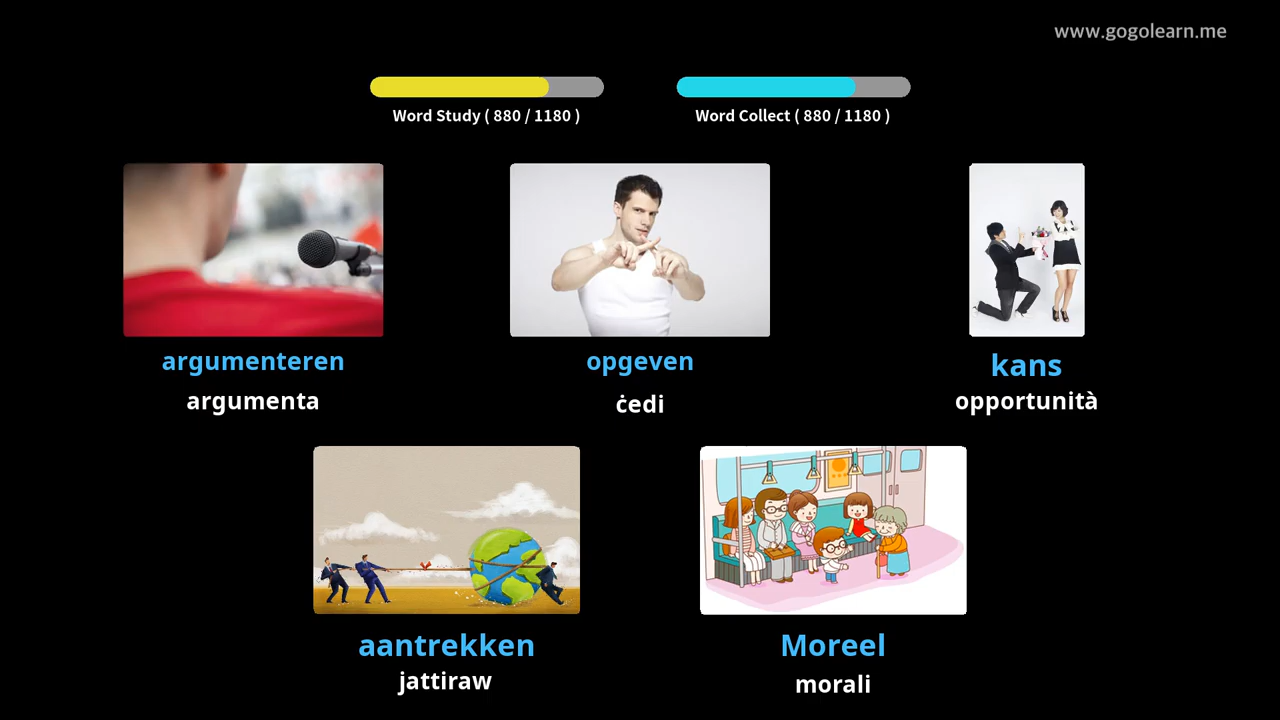 www.gogolearn.me
Word Study ( 880 / 1180 )
Word Collect ( 880 / 1180 )
argumenteren
argumenta
opgeven
ċedi
kans
opportunità
aantrekken
jattiraw
Moreel
morali